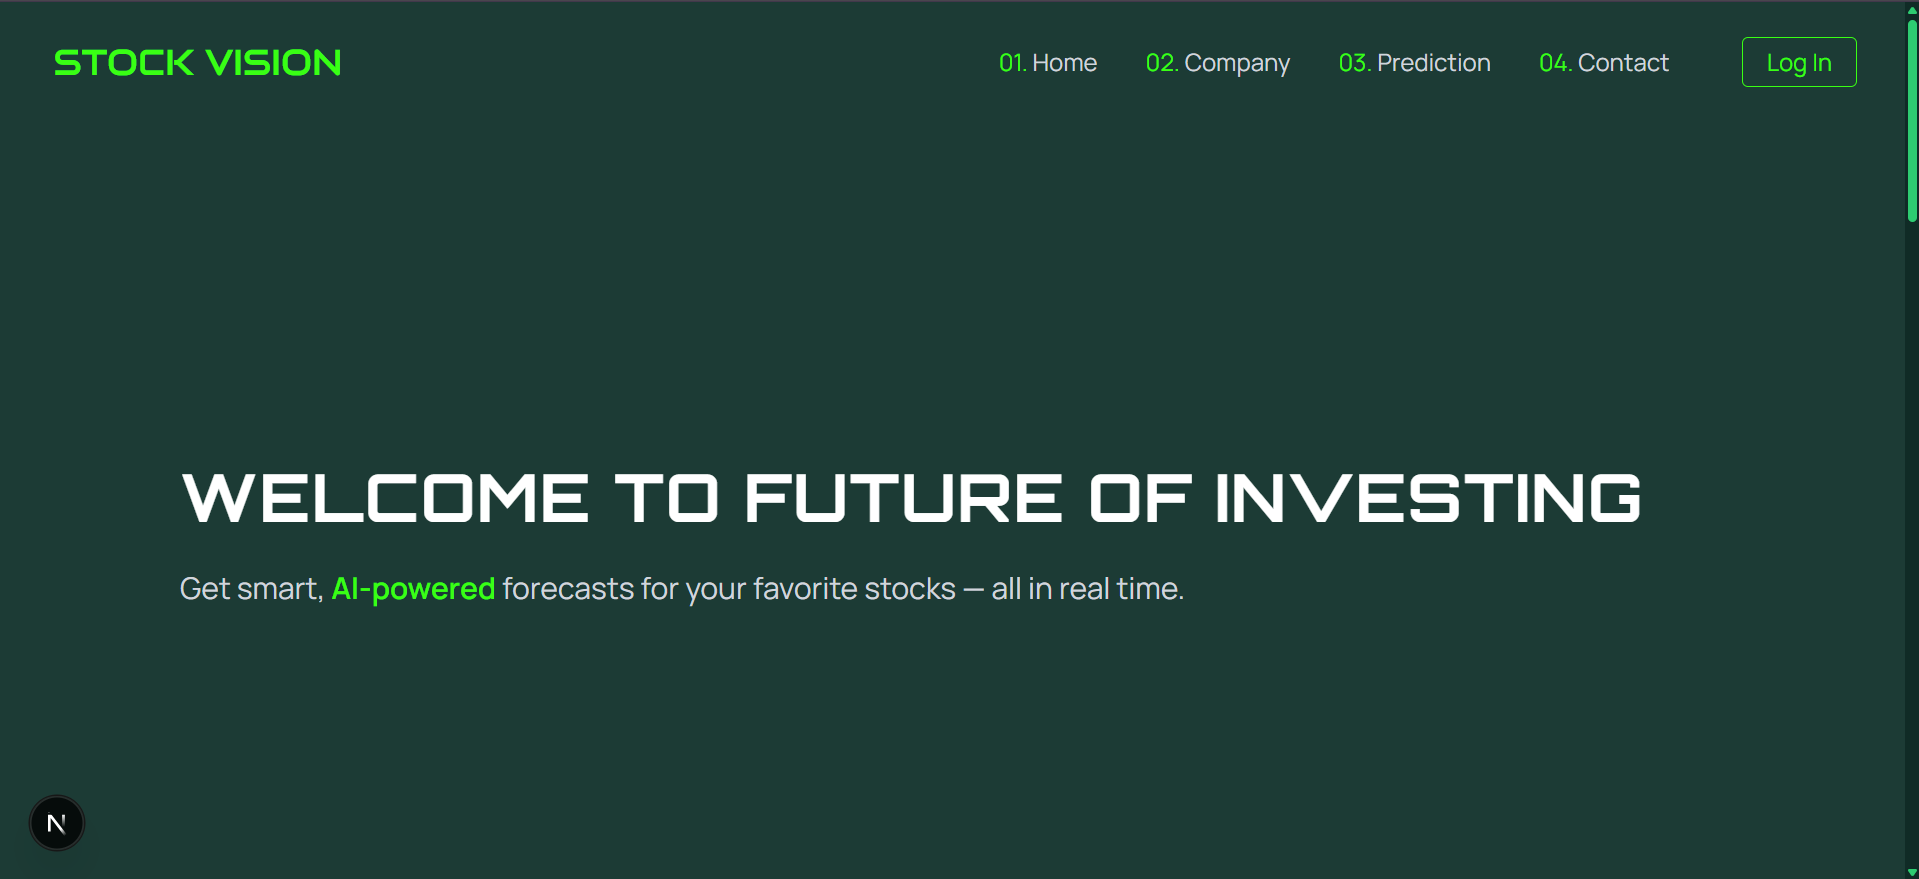 STOCK VISION
01. Home 02. Company 03. Prediction 04. Contact Log In
WELCOME TO FUTURE OF INVESTING
Get smart, AI-powered forecasts for your favorite stocks — all in real time.
N